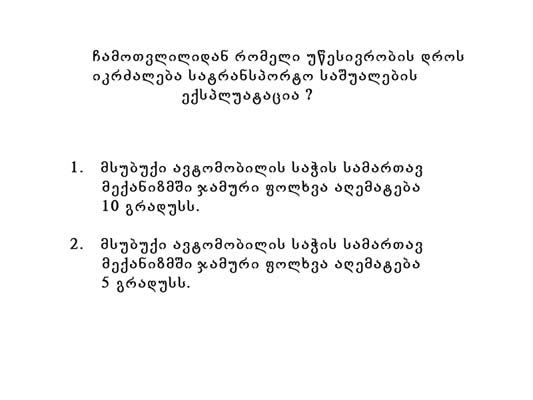 ჩამოთვლილიდან რომელი უწესივრობის დროს
იკრძალება სატრანსპორტო საშუალების
ექსპლუატაცია ?
1. მსუბუქი ავტომობილის საჭის სამართავ
მექანიზმში ჯამური ფოლხვა აღემატება
10 გრადუსს.
2. მსუბუქი ავტომობილის საჭის სამართავ
მექანიზმში ჯამური ფოლხვა აღემატება
5 გრადუსს.